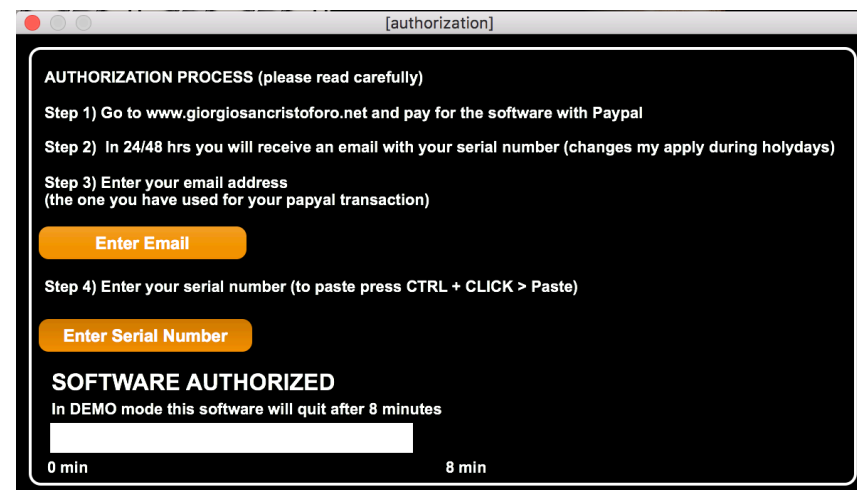 [authorization]
AUTHORIZATION PROCESS (please read carefully)
Step 1) Go to www.giorgiosancristoforo.net and pay for the software with Paypal
Step 2)  In 24/48 hrs you will receive an email with your serial number (changes my apply during holydays)
Step 3) Enter your email address
(the one you have used for your papyal transaction)
Enter Email
Step 4) Enter your serial number (to paste press CTRL + CLICK > Paste)
Enter Serial Number
SOFTWARE AUTHORIZED
In DEMO mode this software will quit after 8 minutes
0 min 8 min